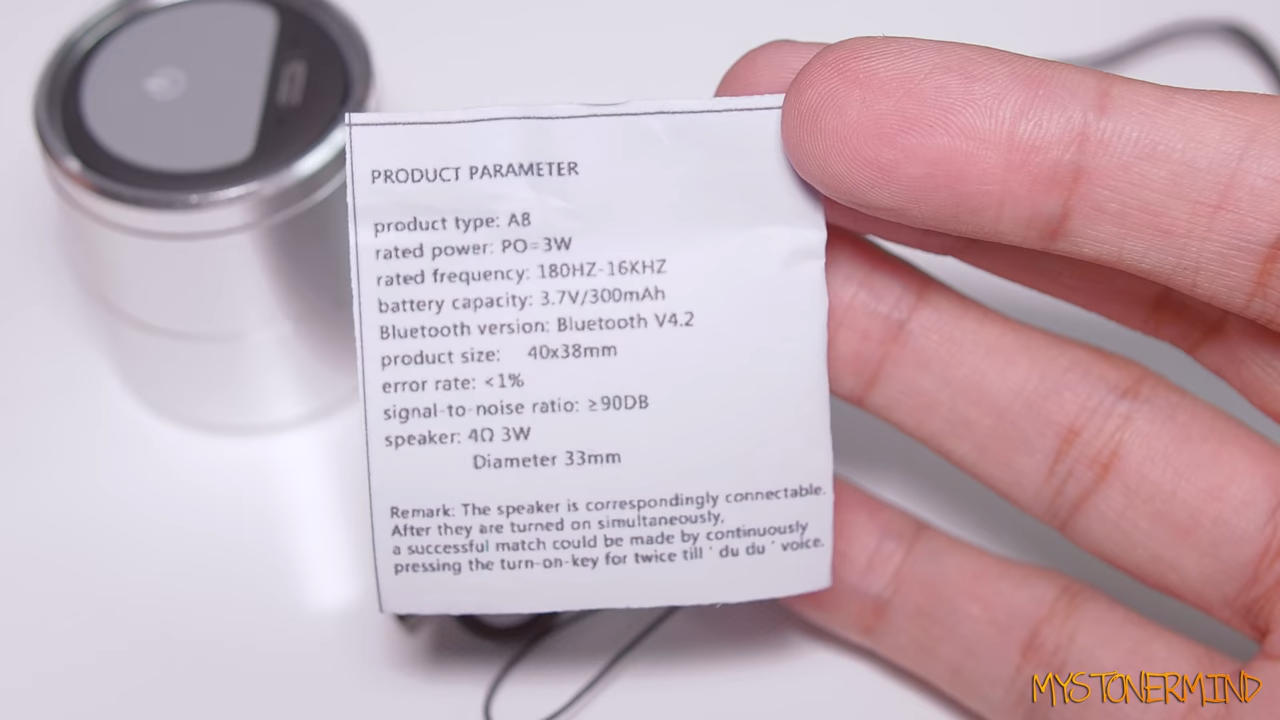 PRODUCT PARAMETER
product type: A8
rated power: PO=3W
rated frequency: 180HZ-16KHZ
battery capacity: 3.7V/300mAh
Bluetooth version: Bluetooth V4.2
product size: 40x38mm
error rate: <1%
signal-to-noise ratio: ≥90DB
speaker: 4Ω 3W
Diameter 33mm
Remark: The speaker is correspondingly connectable.
After they are turned on simultaneously,
a successful match could be made by continuously
pressing the turn-on-key for twice till ' du du ' voice.
MYSTONERMIND